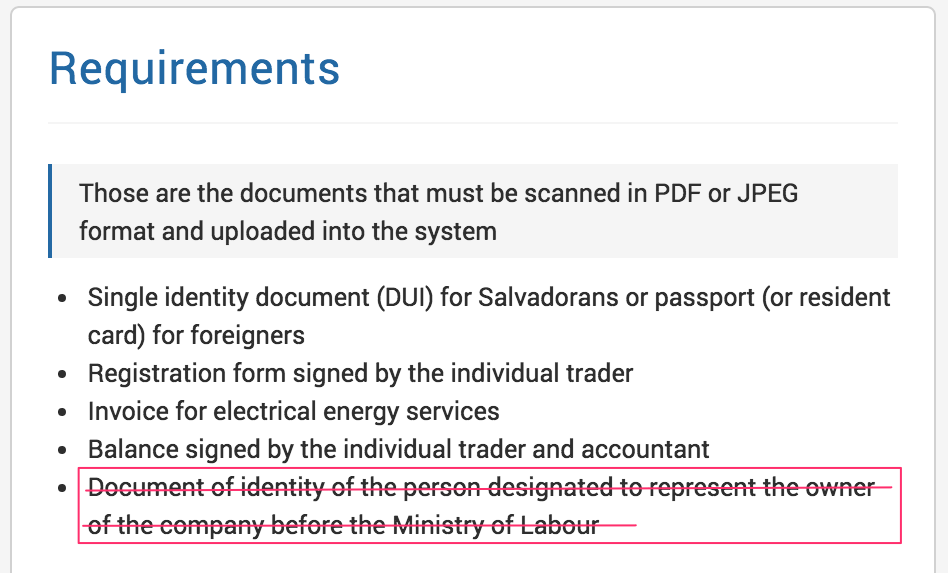 Requirements
Those are the documents that must be scanned in PDF or JPEG
format and uploaded into the system
Single identity document (DUI) for Salvadorans or passport (or resident
card) for foreigners
Registration form signed by the individual trader
Invoice for electrical energy services
Balance signed by the individual trader and accountant
Document of identity of the person designated to represent the owner
of the company before the Ministry of Labour